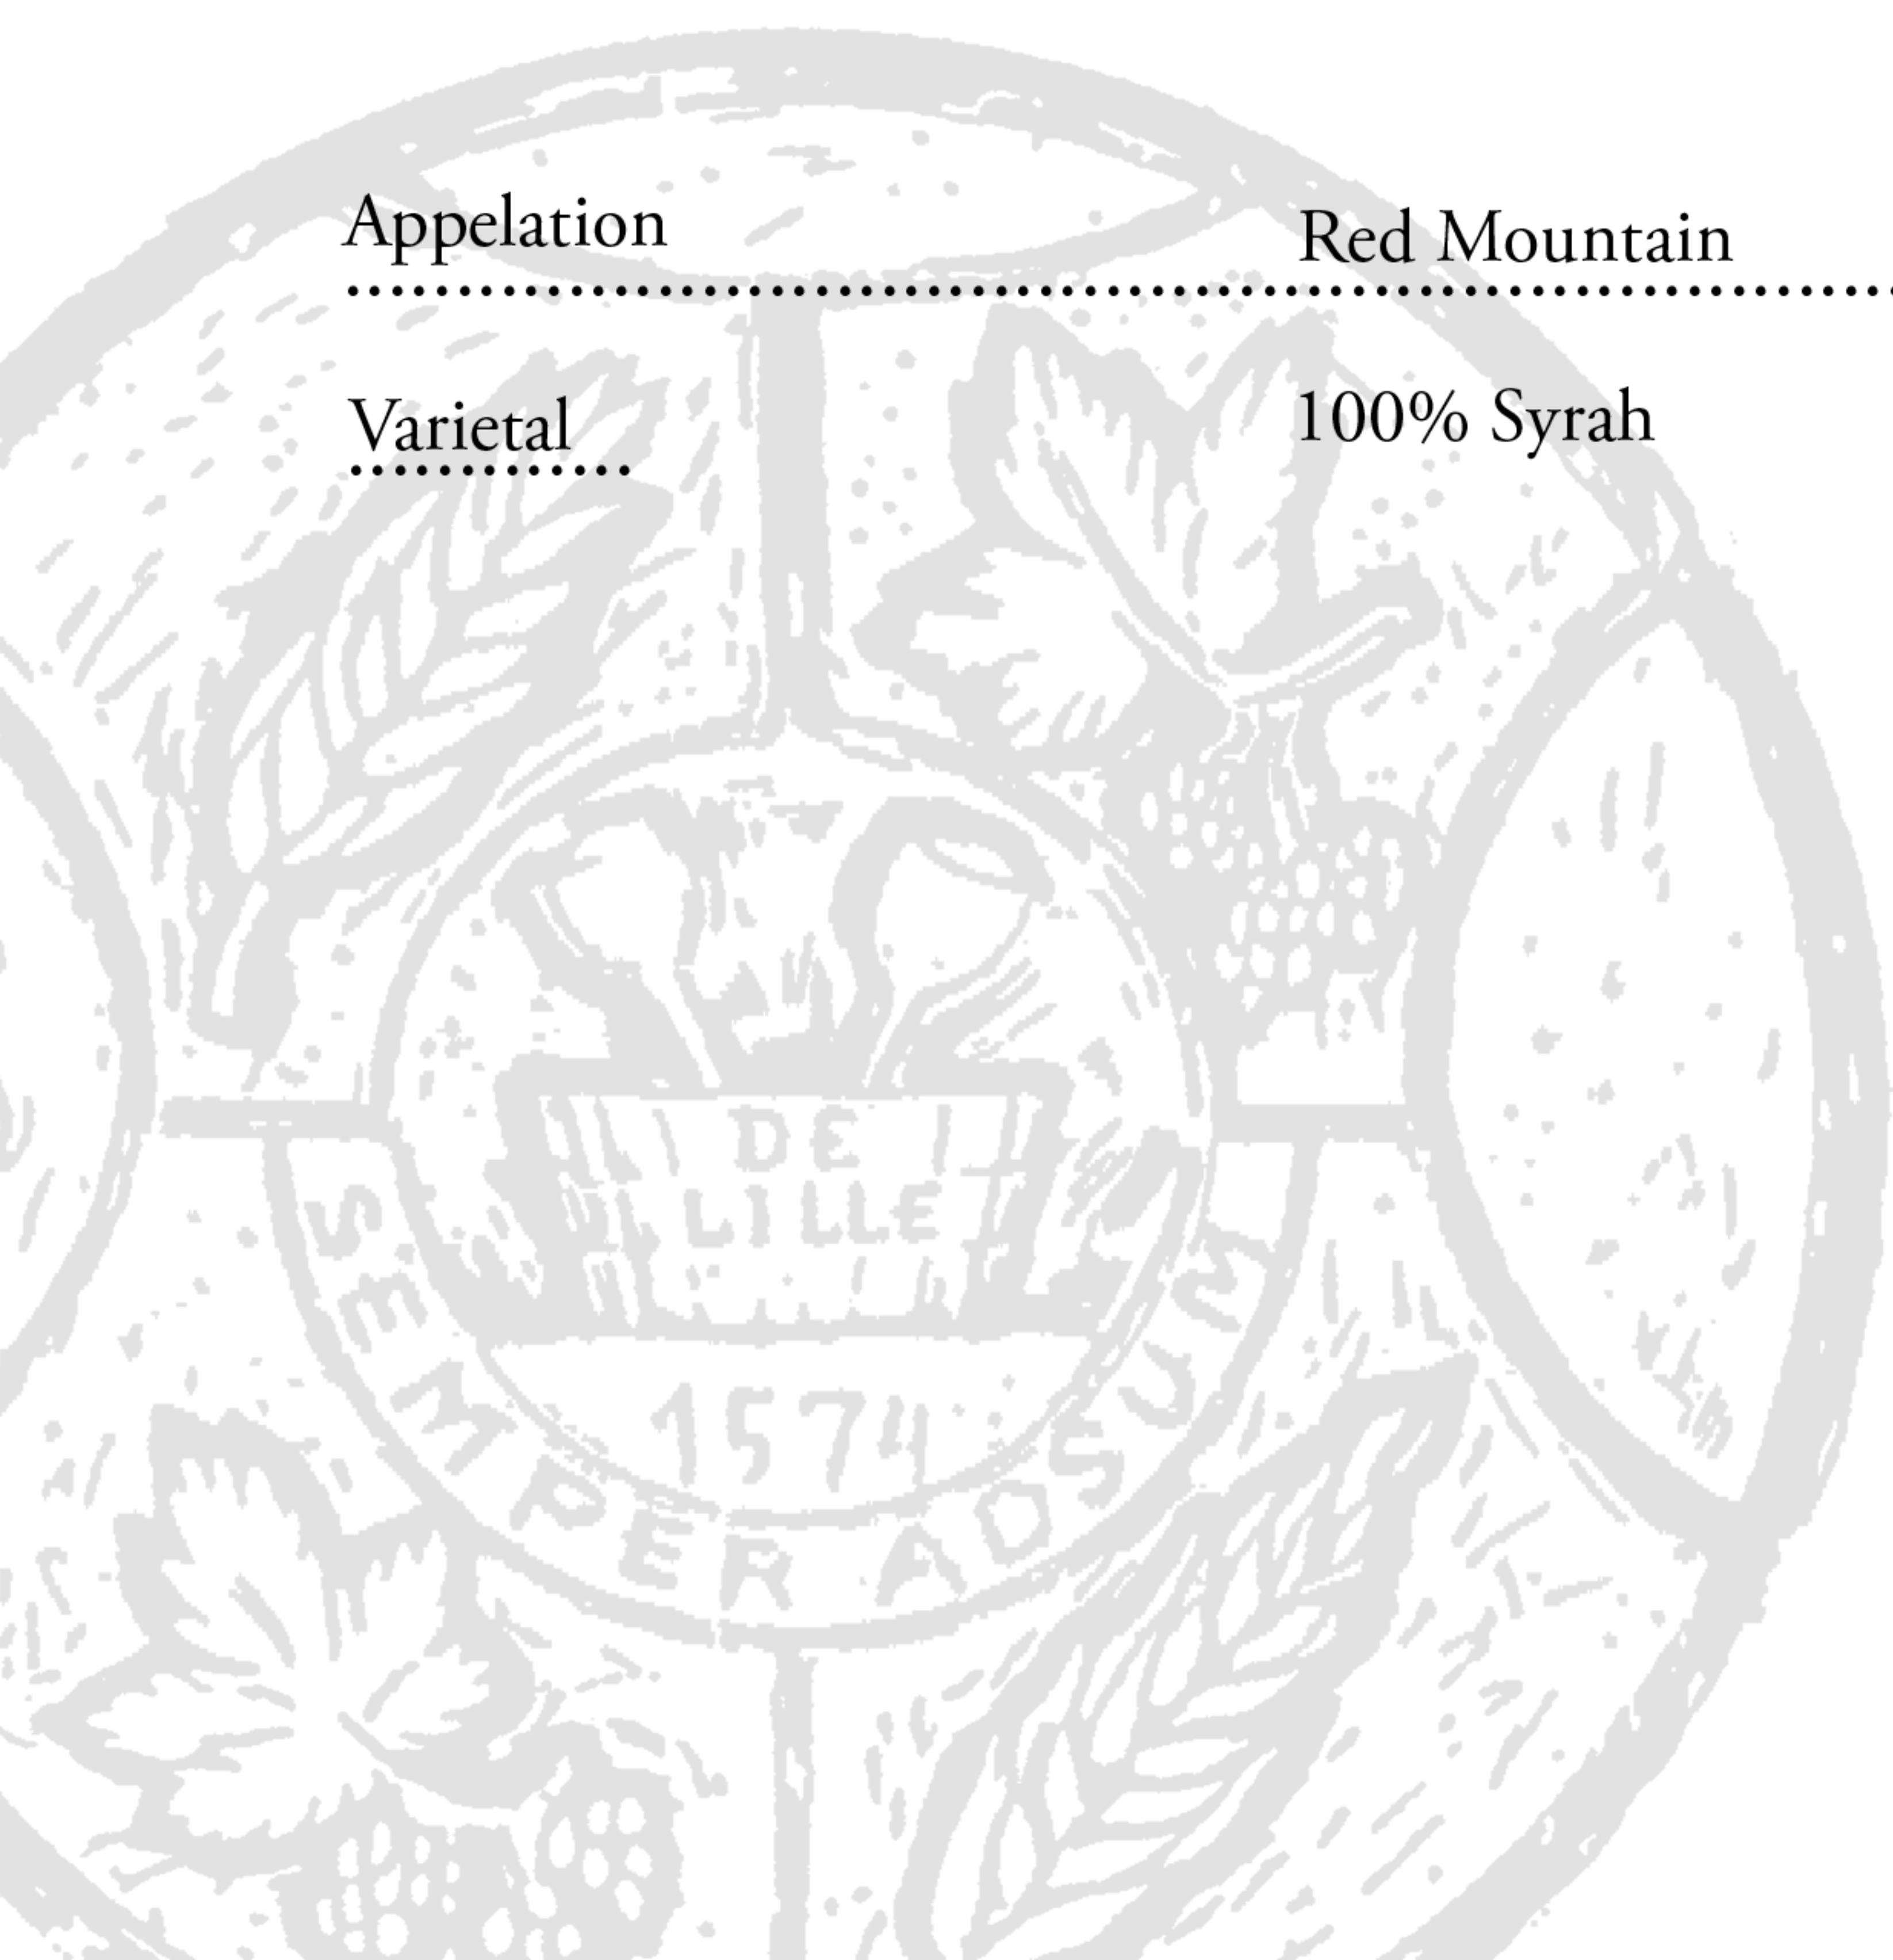 Appelation
Red Mountain
Varietal
100% Syrah
DE
LILLE
1574
SEMPER ADSUM